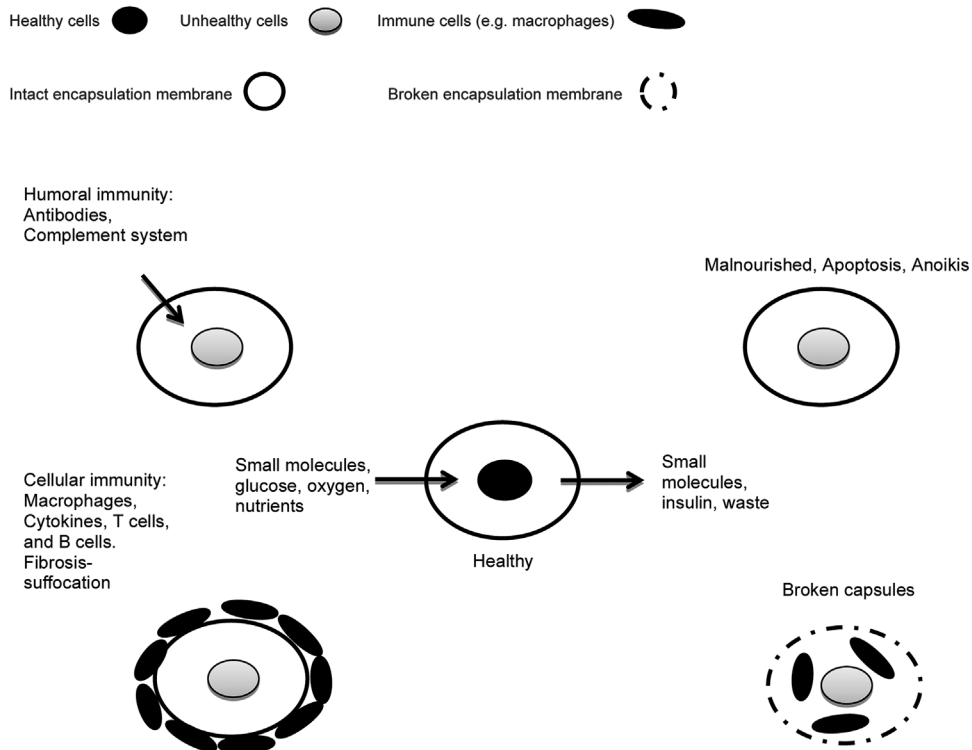 Healthy cells
Unhealthy cells
Immune cells (e.g. macrophages)
Intact encapsulation membrane
Broken encapsulation membrane
Humoral immunity:
Antibodies,
Complement system
Malnourished, Apoptosis, Anoikis
Cellular immunity:
Macrophages,
Cytokines, T cells,
and B cells.
Fibrosis-
suffocation
Small molecules,
glucose, oxygen,
nutrients
Small
molecules,
insulin, waste
Healthy
Broken capsules